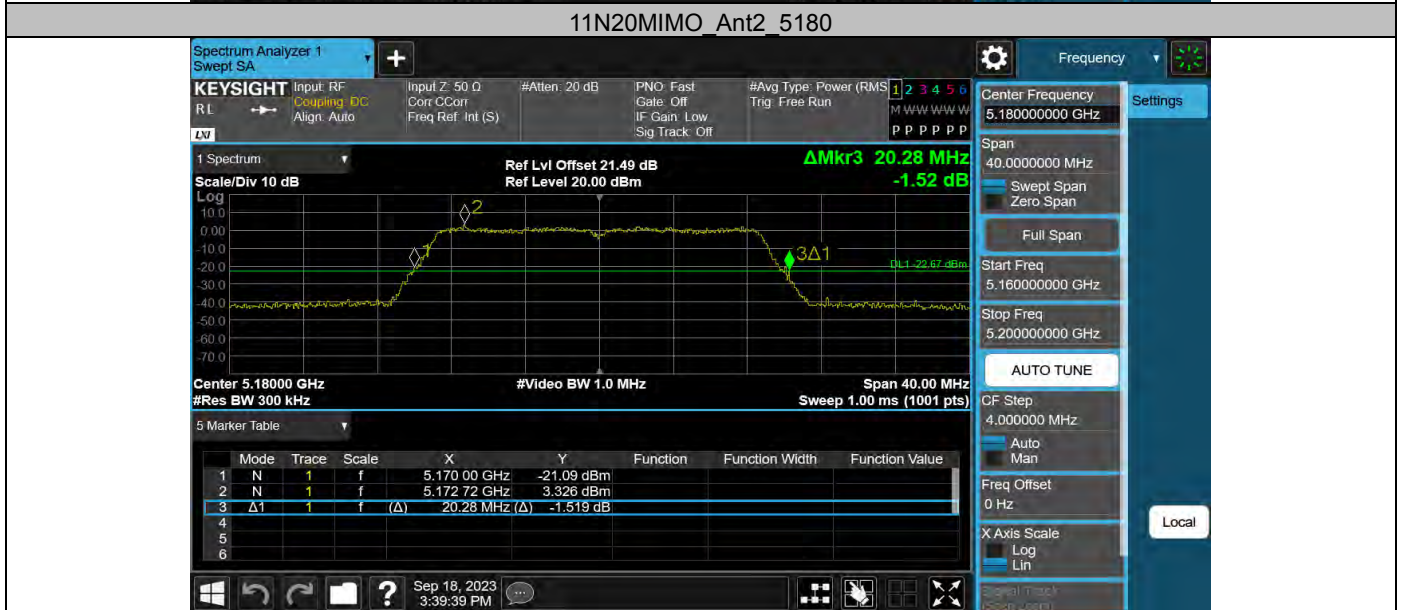 11N20MIMO_Ant2_5180
Spectrum Analyzer 1
Swept SA
Frequency
KEYSIGHT
RL
LXI
Input: RF
Coupling: DC
Align: Auto
Input Z: 50 Ω
Corr CCorr
Freq Ref: Int (S)
#Atten: 20 dB
PNO: Fast
Gate: Off
IF Gain: Low
Sig Track: Off
#Avg Type: Power (RMS
Trig: Free Run
1 2 3 4 5 6
M W W W W W
P P P P P P
Center Frequency
5.180000000 GHz
Settings
Span
40.0000000 MHz
Swept Span
Zero Span
Full Span
Start Freq
5.160000000 GHz
Stop Freq
5.200000000 GHz
AUTO TUNE
CF Step
4.000000 MHz
Auto
Man
Freq Offset
0 Hz
X Axis Scale
Log
Lin
Local
1 Spectrum
Scale/Div 10 dB
Ref Lvl Offset 21.49 dB
Ref Level 20.00 dBm
ΔMkr3 20.28 MHz
-1.52 dB
Log
10.0
0.00
-10.0
-20.0
-30.0
-40.0
-50.0
-60.0
-70.0
2
1
3Δ1
DL1 -22.67 dBm
Center 5.18000 GHz
#Video BW 1.0 MHz
Span 40.00 MHz
#Res BW 300 kHz
Sweep 1.00 ms (1001 pts)
5 Marker Table
Mode Trace Scale X Y Function Function Width Function Value
1 N 1 f 5.170 00 GHz -21.09 dBm
2 N 1 f 5.172 72 GHz 3.326 dBm
3 Δ1 1 f (Δ) 20.28 MHz (Δ) -1.519 dB
4
5
6
?
Sep 18, 2023
3:39:39 PM